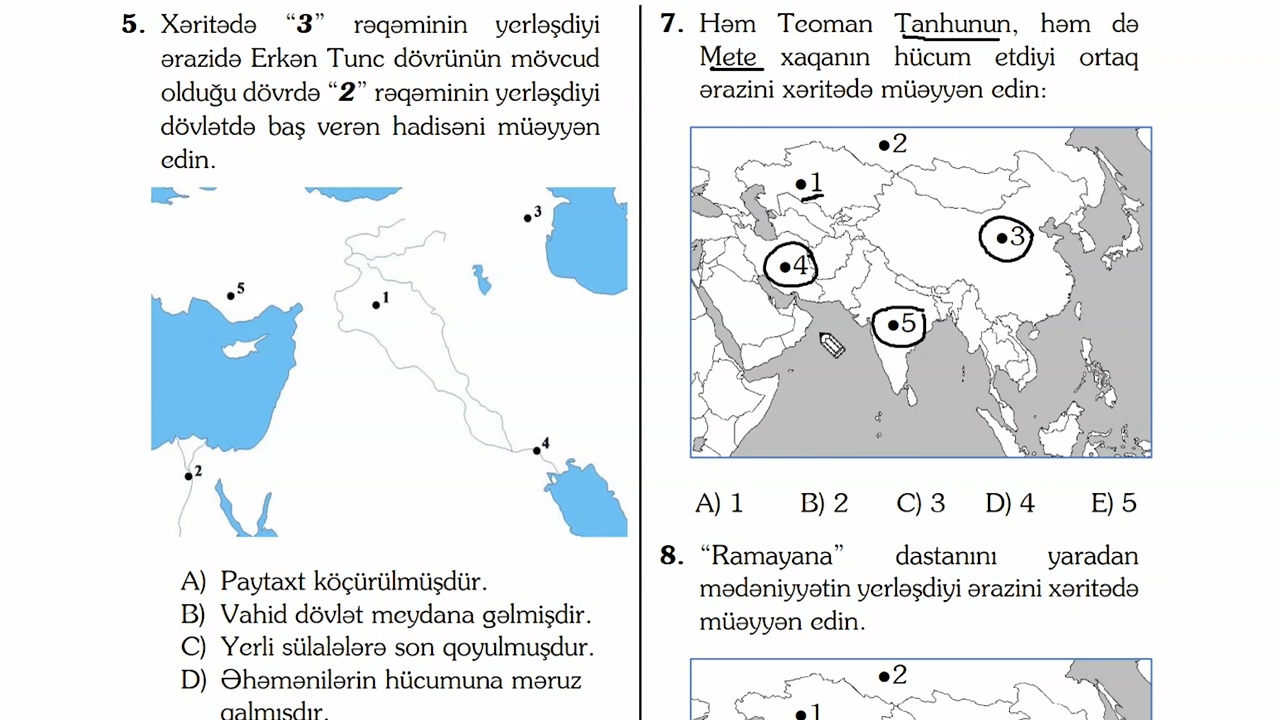 5. Xəritədə “3” rəqəminin yerləşdiyi
ərazidə Erkən Tunc dövrünün mövcud
olduğu dövrdə “2” rəqəminin yerləşdiyi
dövlətdə baş verən hadisəni müəyyən
edin.
3
5
1
4
2
A) Paytaxt köçürülmüşdür.
B) Vahid dövlət meydana gəlmişdir.
C) Yerli sülalələrə son qoyulmuşdur.
D) Əhəmənilərin hücumuna məruz
qalmışdır.
7. Həm Teoman Tanhunun, həm də
Mete xaqanın hücum etdiyi ortaq
ərazini xəritədə müəyyən edin:
2
1
3
4
5
A) 1 B) 2 C) 3 D) 4 E) 5
8. “Ramayana” dastanını yaradan
mədəniyyətin yerləşdiyi ərazini xəritədə
müəyyən edin.
2
1